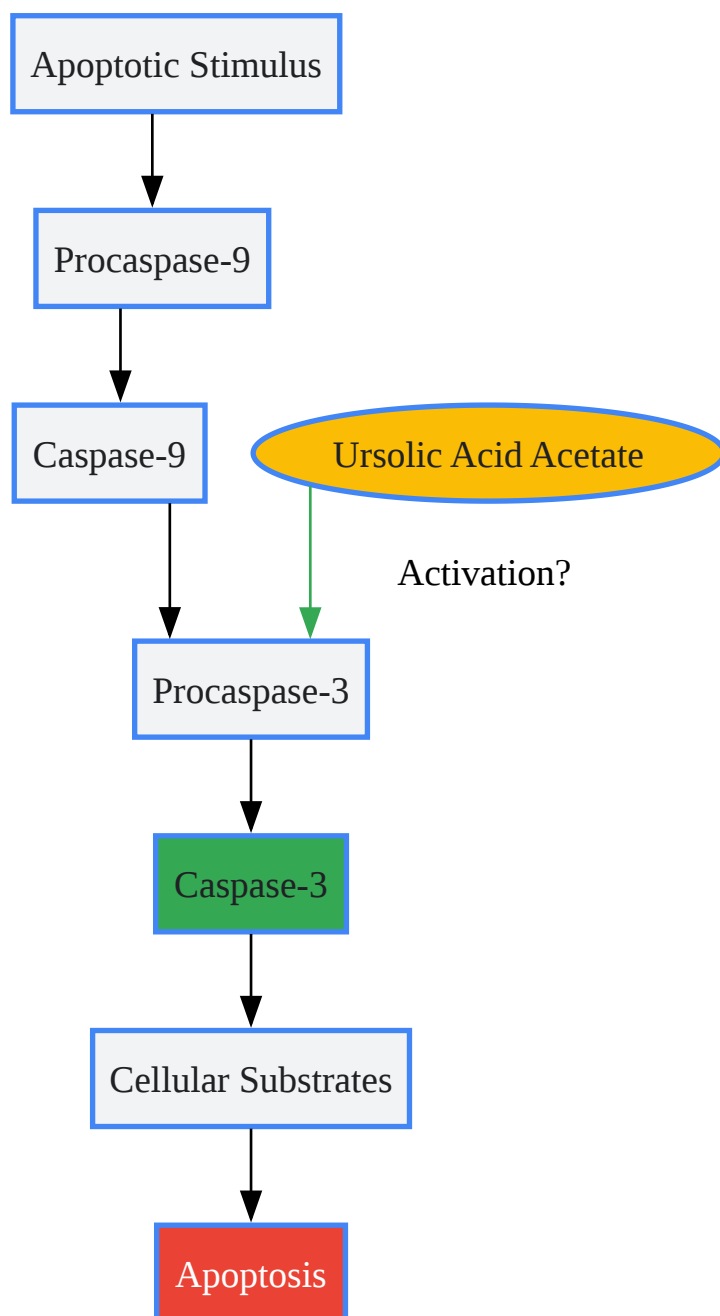 Apoptotic Stimulus
Procaspase-9
Caspase-9
Ursolic Acid Acetate
Activation?
Procaspase-3
Caspase-3
Cellular Substrates
Apoptosis